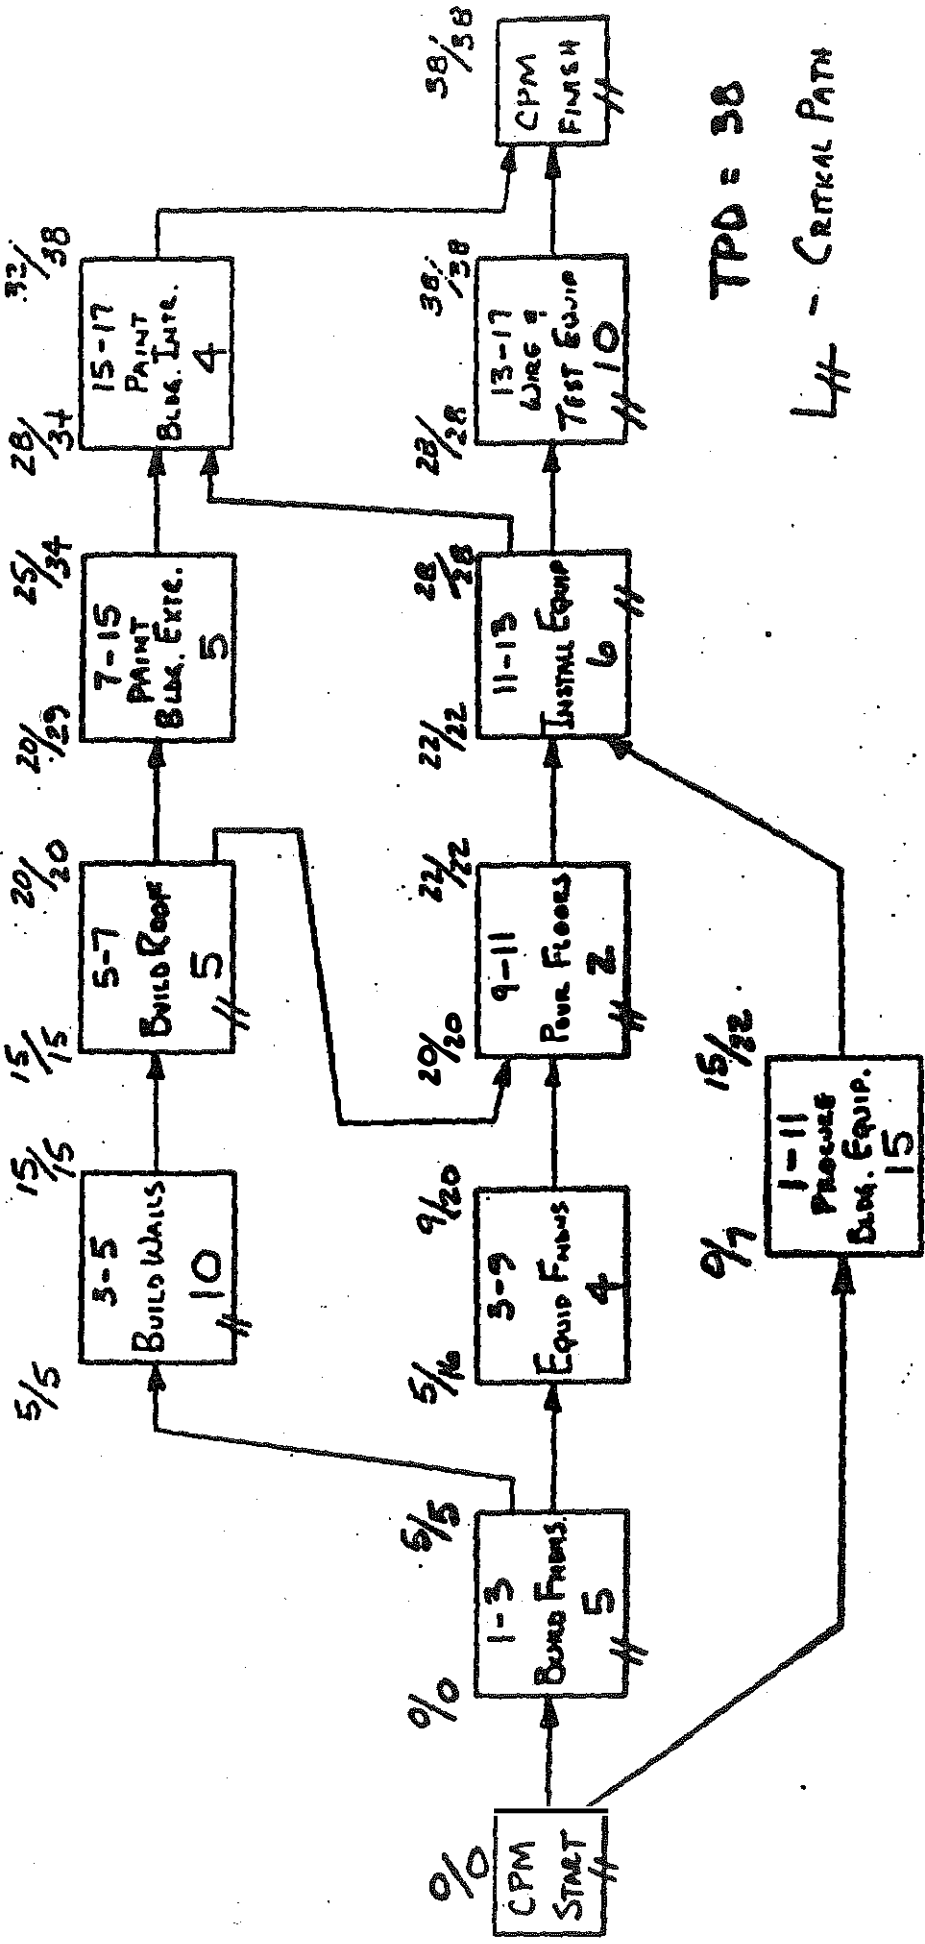 32/38
28/34
15-17
PAINT
BLDG. INTR.
4
25/34
20/29
7-15
PAINT
BLDG. EXTR.
5
20/20
15/15
5-7
BUILD ROOF
5
15/15
5/5
3-5
BUILD WALLS
10
38/38
CPM
FINISH
38/38
28/28
13-17
WIRE &
TEST EQUIP
10
28/28
22/22
11-13
INSTALL EQUIP
6
22/22
20/20
9-11
POUR FLOORS
2
9/20
5/16
3-9
EQUIP FNDNS
4
5/5
0/0
1-3
BUILD FNDNS.
5
0/0
CPM
START
15/22
0/7
1-11
PROCURE
BLDG. EQUIP.
15
TPD = 38
- CRITICAL PATH